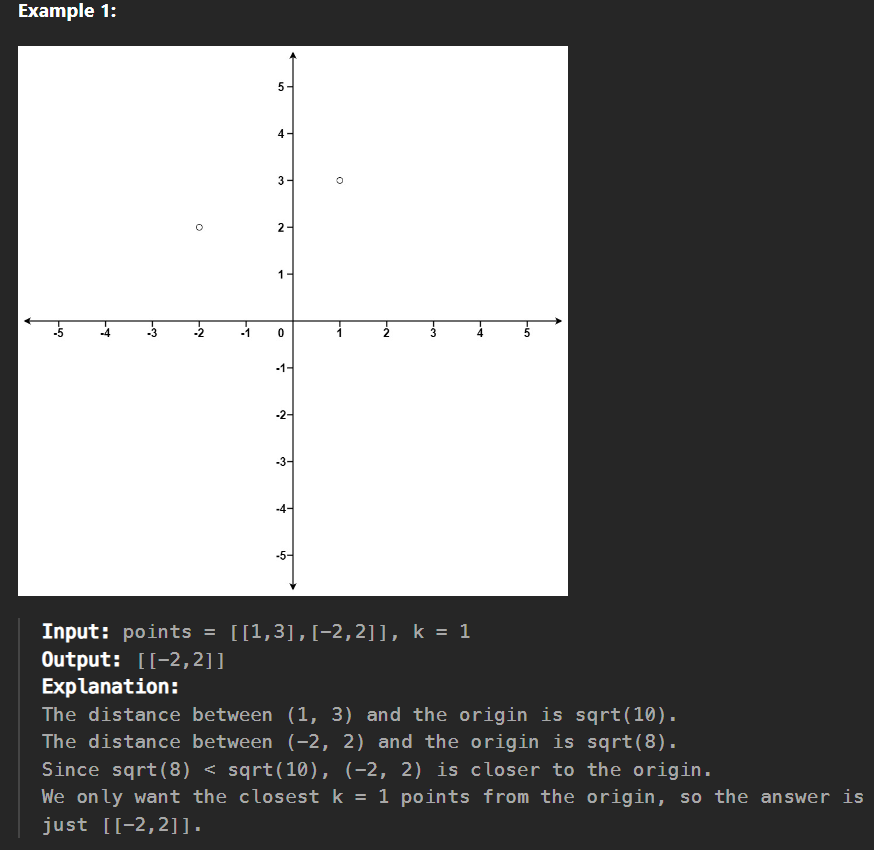 Example 1:
5
4
3
2
1
-5 -4 -3 -2 -1 0 1 2 3 4 5
-1
-2
-3
-4
-5
Input: points = [[1,3],[−2,2]], k = 1
Output: [[−2,2]]
Explanation:
The distance between (1, 3) and the origin is sqrt(10).
The distance between (−2, 2) and the origin is sqrt(8).
Since sqrt(8) < sqrt(10), (−2, 2) is closer to the origin.
We only want the closest k = 1 points from the origin, so the answer is
just [[−2,2]].